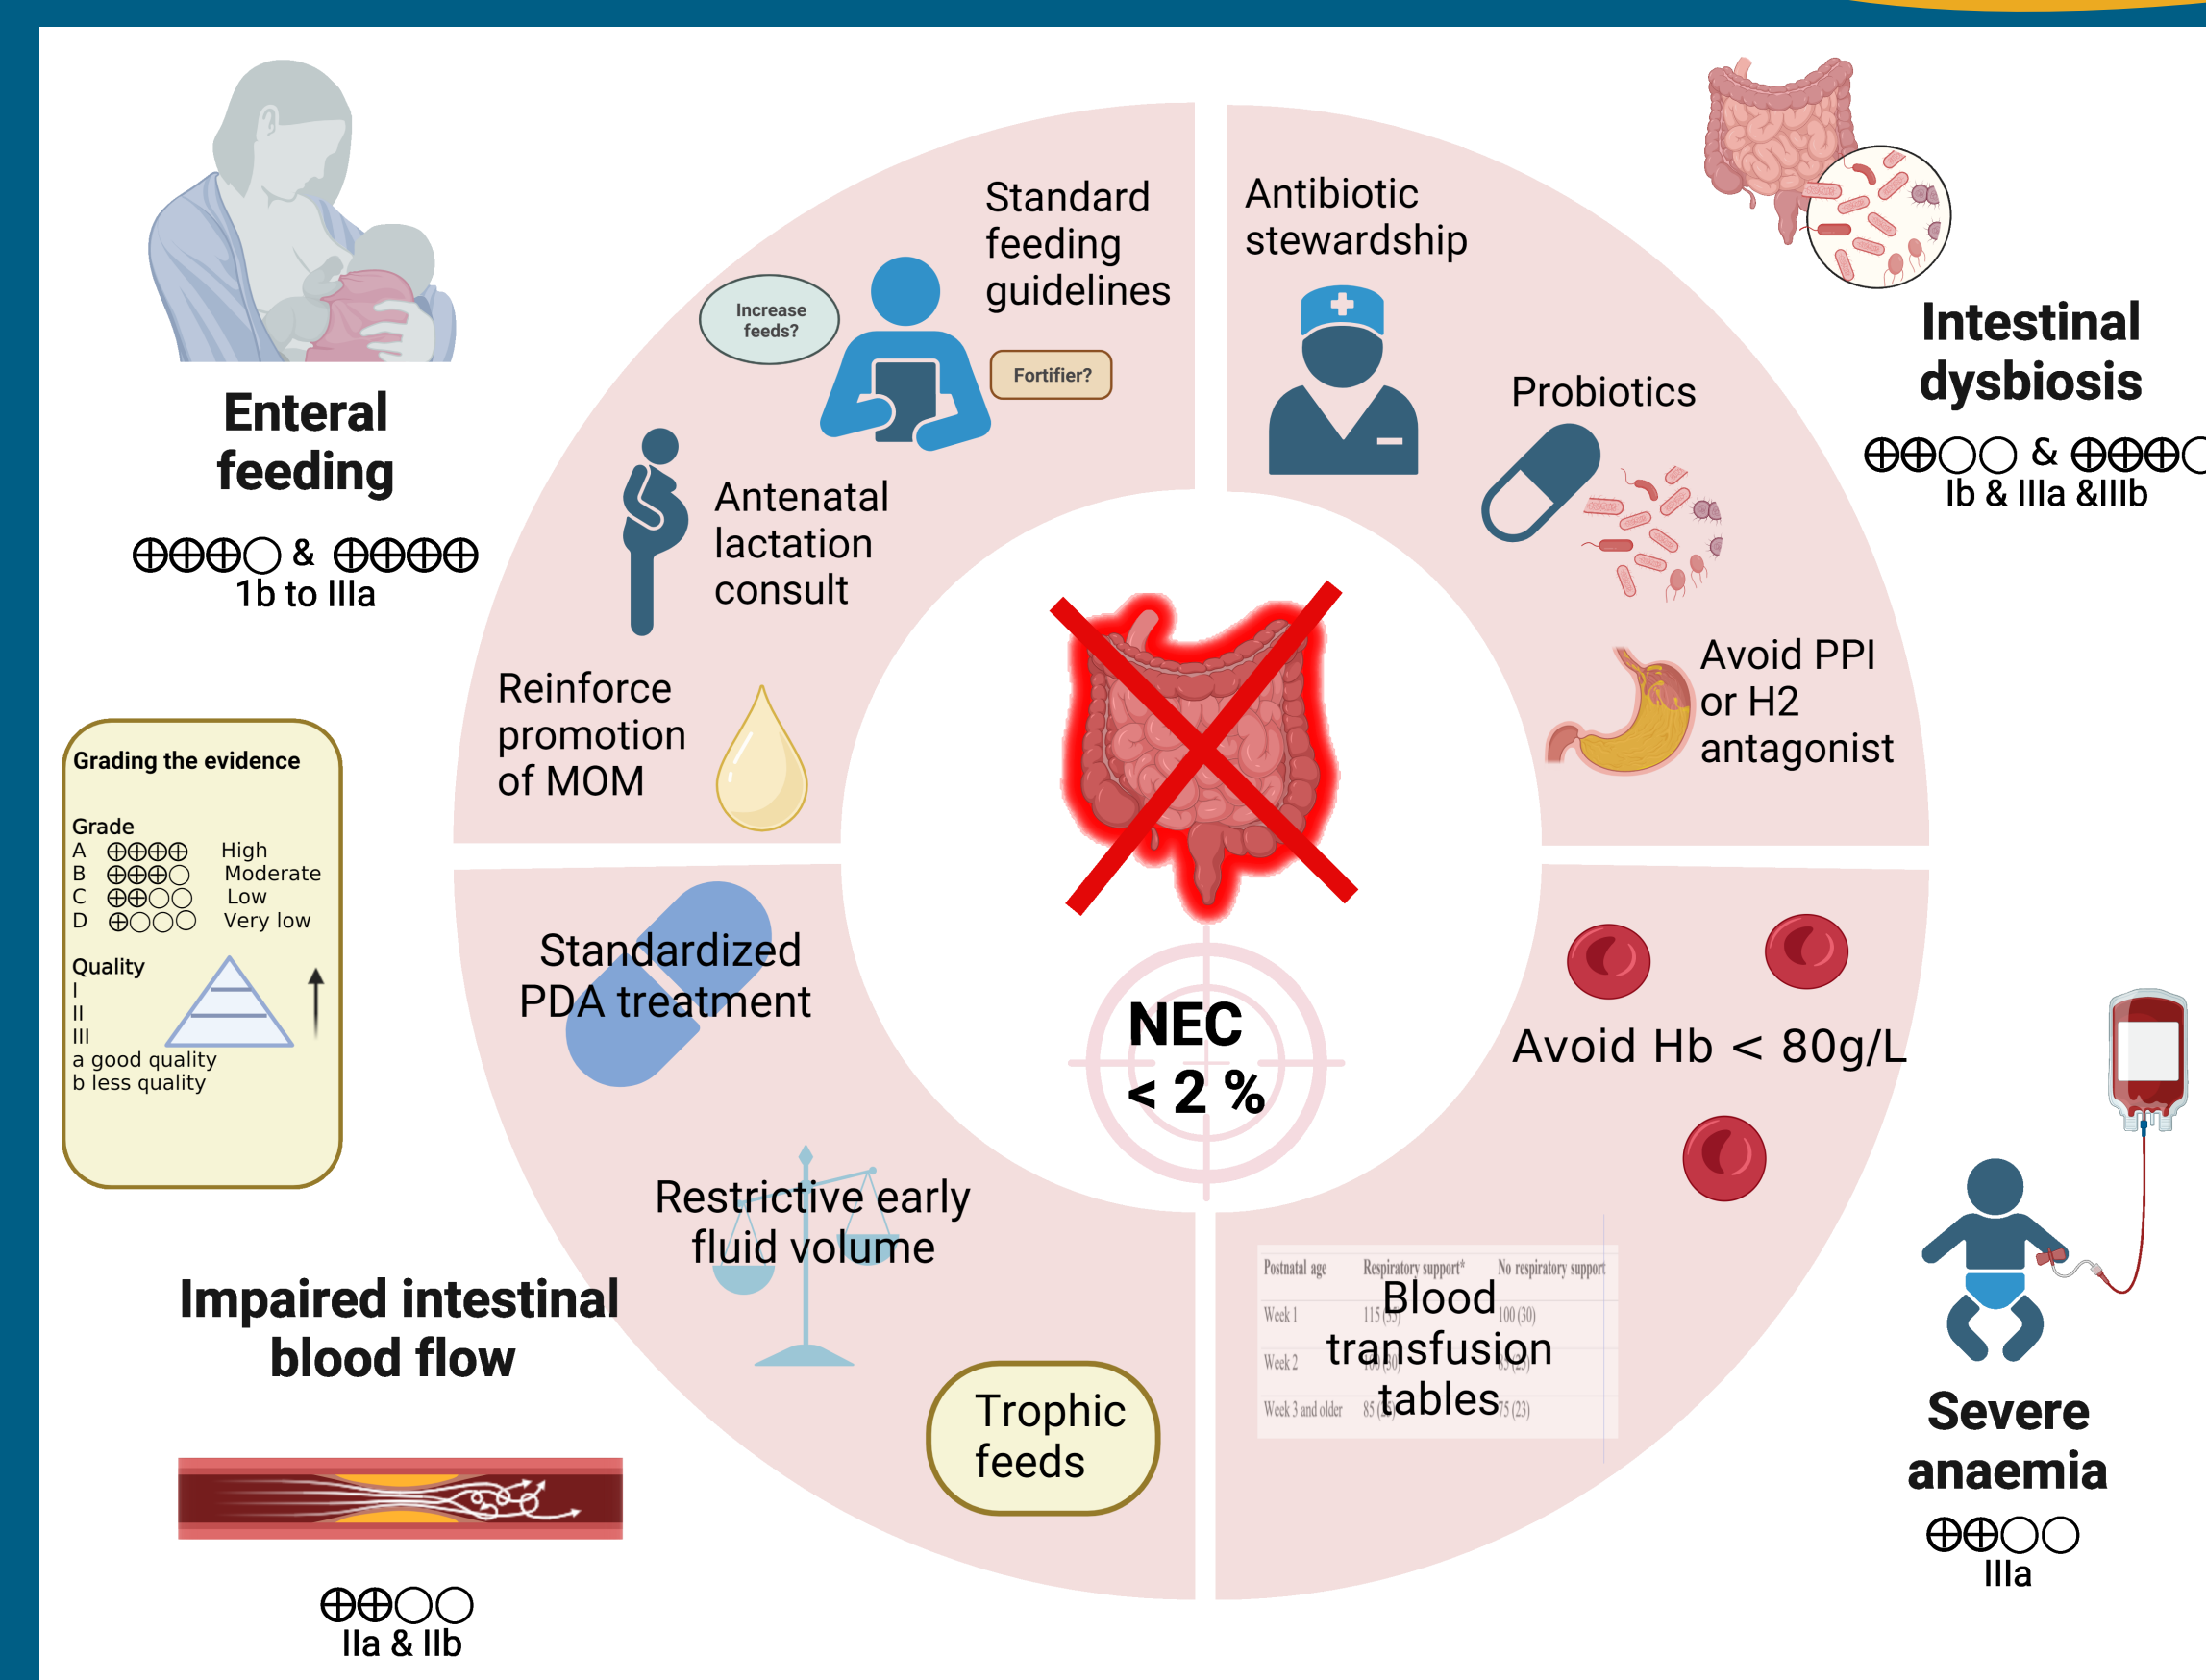 Enteral
feeding
⊕⊕⊕◯ & ⊕⊕⊕⊕
1b to IIIa
Standard
feeding
guidelines
Increase
feeds?
Fortifier?
Antenatal
lactation
consult
Reinforce
promotion
of MOM
Antibiotic
stewardship
Probiotics
Avoid PPI
or H2
antagonist
Intestinal
dysbiosis
⊕⊕◯◯ & ⊕⊕⊕◯
Ib & IIIa &IIIb
Grading the evidence
Grade
A ⊕⊕⊕⊕ High
B ⊕⊕⊕◯ Moderate
C ⊕⊕◯◯ Low
D ⊕◯◯◯ Very low
Quality
I
II
III
a good quality
b less quality
NEC
< 2 %
Standardized
PDA treatment
Restrictive early
fluid volume
Trophic
feeds
Impaired intestinal
blood flow
⊕⊕◯◯
IIa & IIb
Avoid Hb < 80g/L
Blood
transfusion
tables
Postnatal age Respiratory support* No respiratory support
Week 1 100 (30)
Week 2
Week 3 and older 75 (23)
Severe
anaemia
⊕⊕◯◯
IIIa